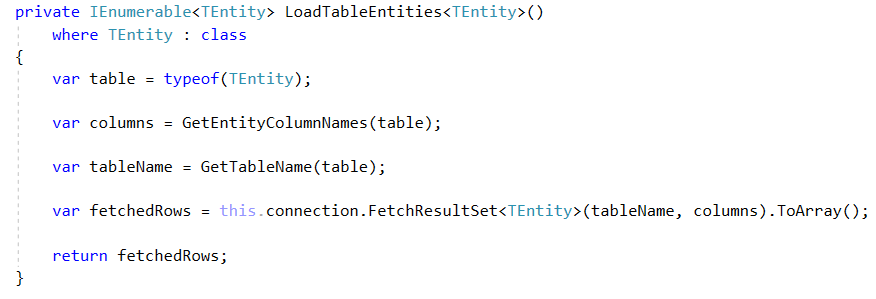 private IEnumerable<TEntity> LoadTableEntities<TEntity>()
    where TEntity : class
{
    var table = typeof(TEntity);
    var columns = GetEntityColumnNames(table);
    var tableName = GetTableName(table);
    var fetchedRows = this.connection.FetchResultSet<TEntity>(tableName, columns).ToArray();
    return fetchedRows;
}